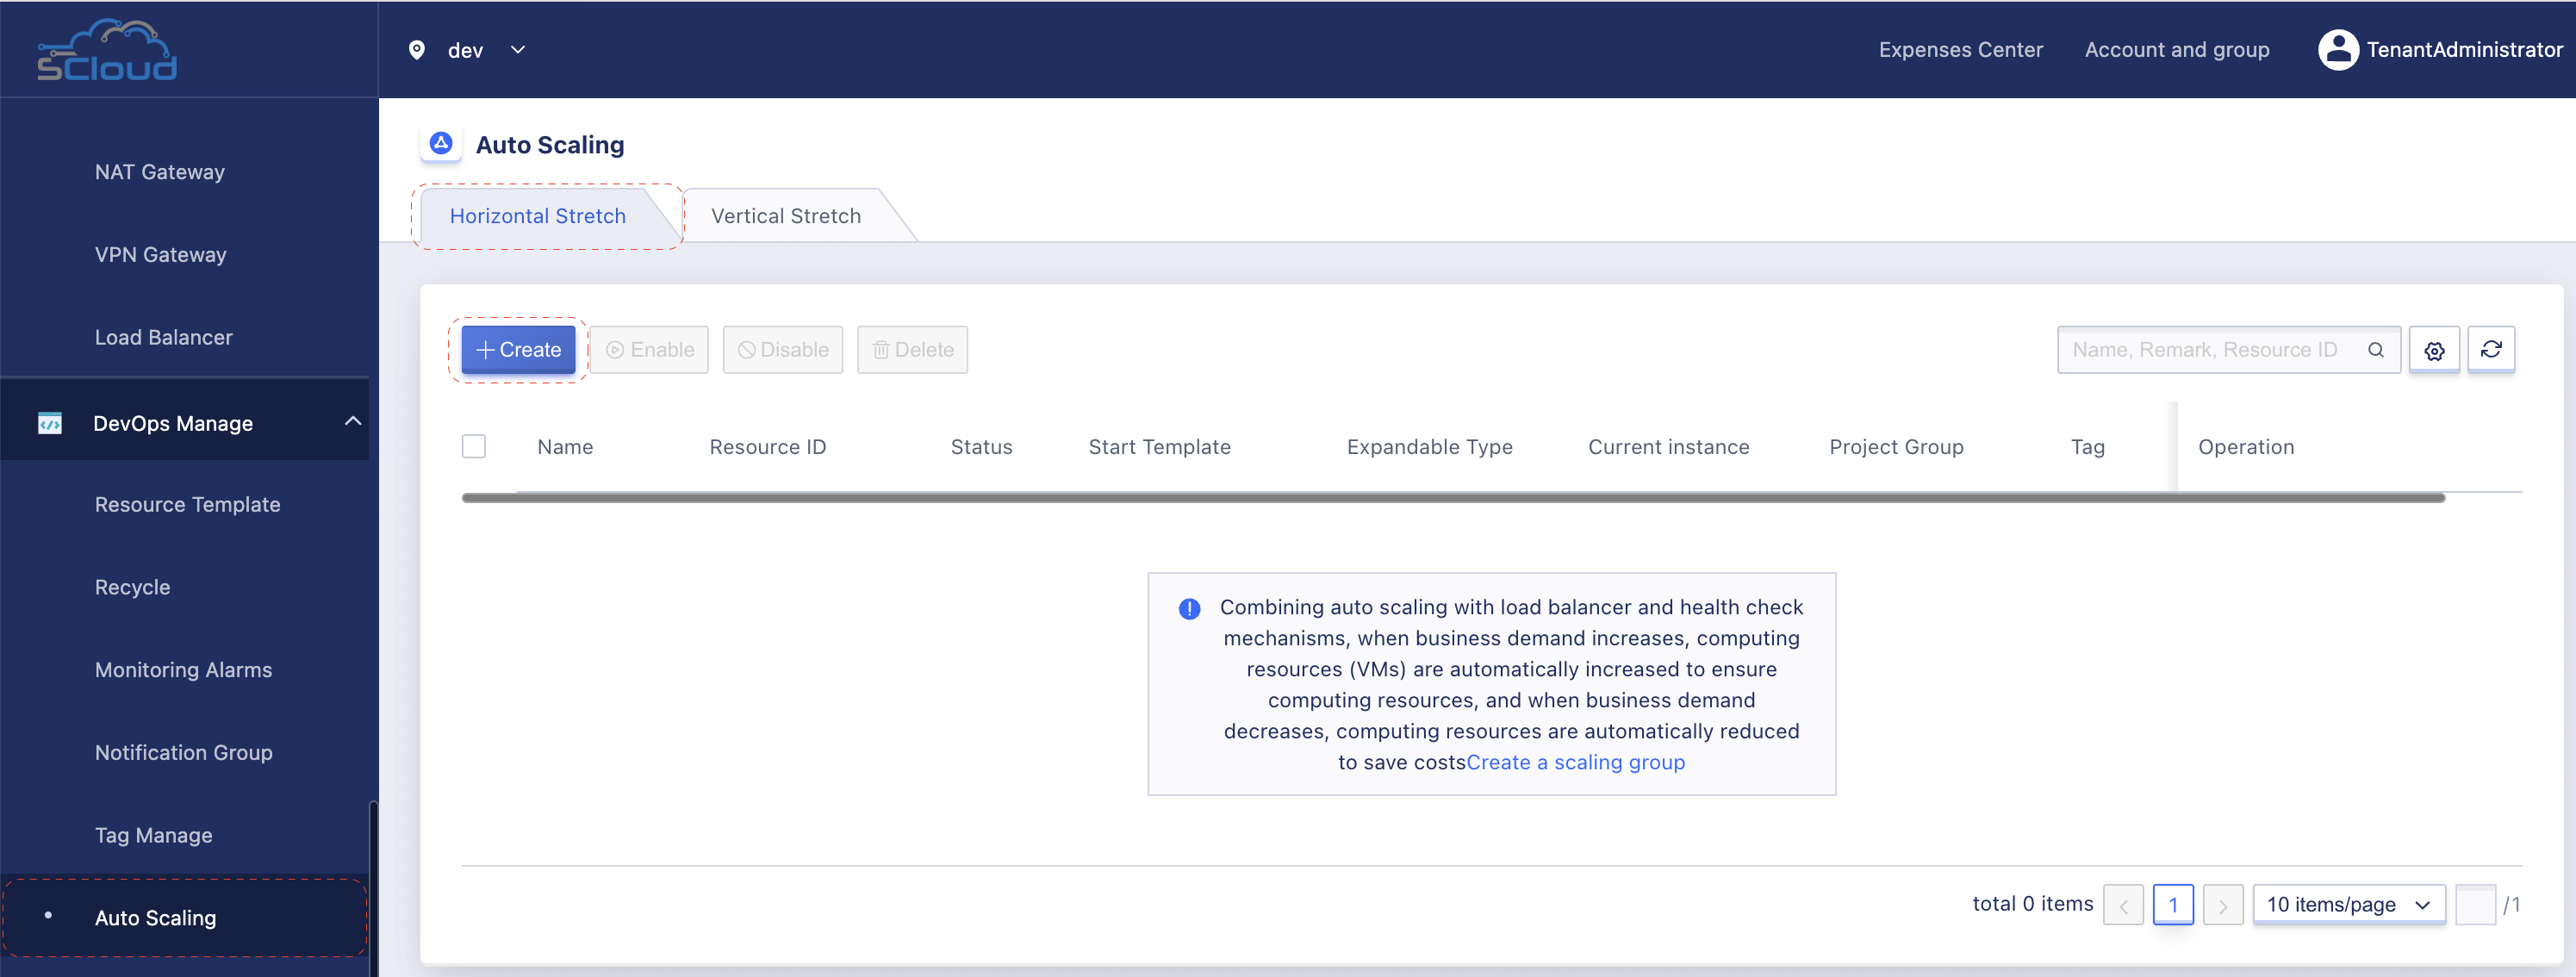 sCloud
dev
Expenses Center
Account and group
TenantAdministrator
NAT Gateway
VPN Gateway
Load Balancer
DevOps Manage
Resource Template
Recycle
Monitoring Alarms
Notification Group
Tag Manage
Auto Scaling
Auto Scaling
Horizontal Stretch
Vertical Stretch
Create
Enable
Disable
Delete
Name, Remark, Resource ID
Name
Resource ID
Status
Start Template
Expandable Type
Current instance
Project Group
Tag
Operation
Combining auto scaling with load balancer and health check
mechanisms, when business demand increases, computing
resources (VMs) are automatically increased to ensure
computing resources, and when business demand
decreases, computing resources are automatically reduced
to save costsCreate a scaling group
total 0 items
1
10 items/page
/1